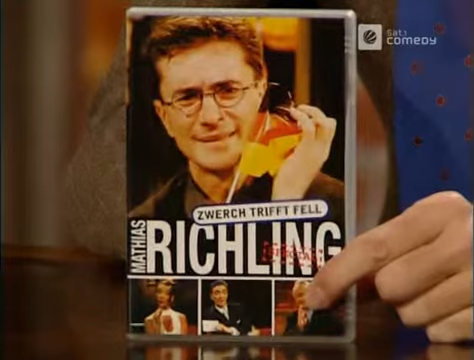 Sat.1
comedy
ZWERCH TRIFFT FELL
MATHIAS
RICHLING